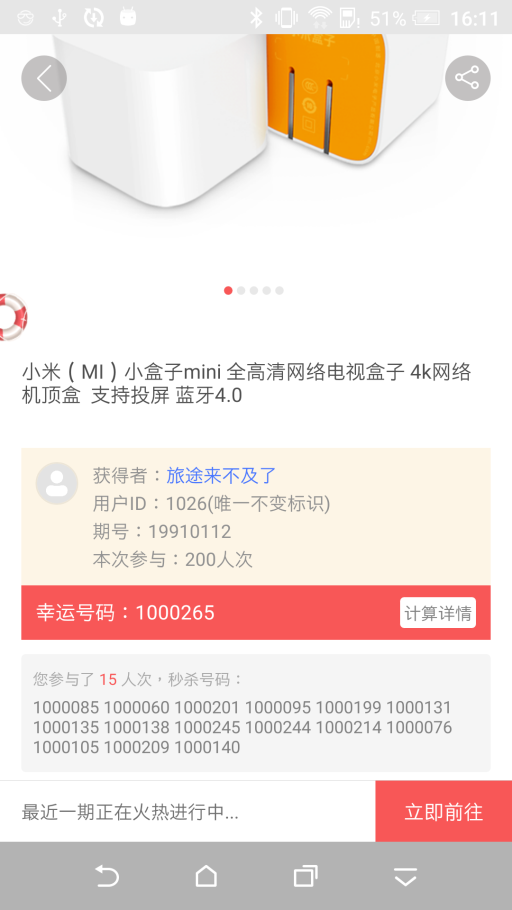 51% 16:11
小米盒子
小米（MI）小盒子mini 全高清网络电视盒子 4k网络
机顶盒 支持投屏 蓝牙4.0
获得者：旅途来不及了
用户ID：1026(唯一不变标识)
期号：19910112
本次参与：200人次
幸运号码：1000265
计算详情
您参与了 15 人次，秒杀号码：
1000085 1000060 1000201 1000095 1000199 1000131
1000135 1000138 1000245 1000244 1000214 1000076
1000105 1000209 1000140
最近一期正在火热进行中...
立即前往